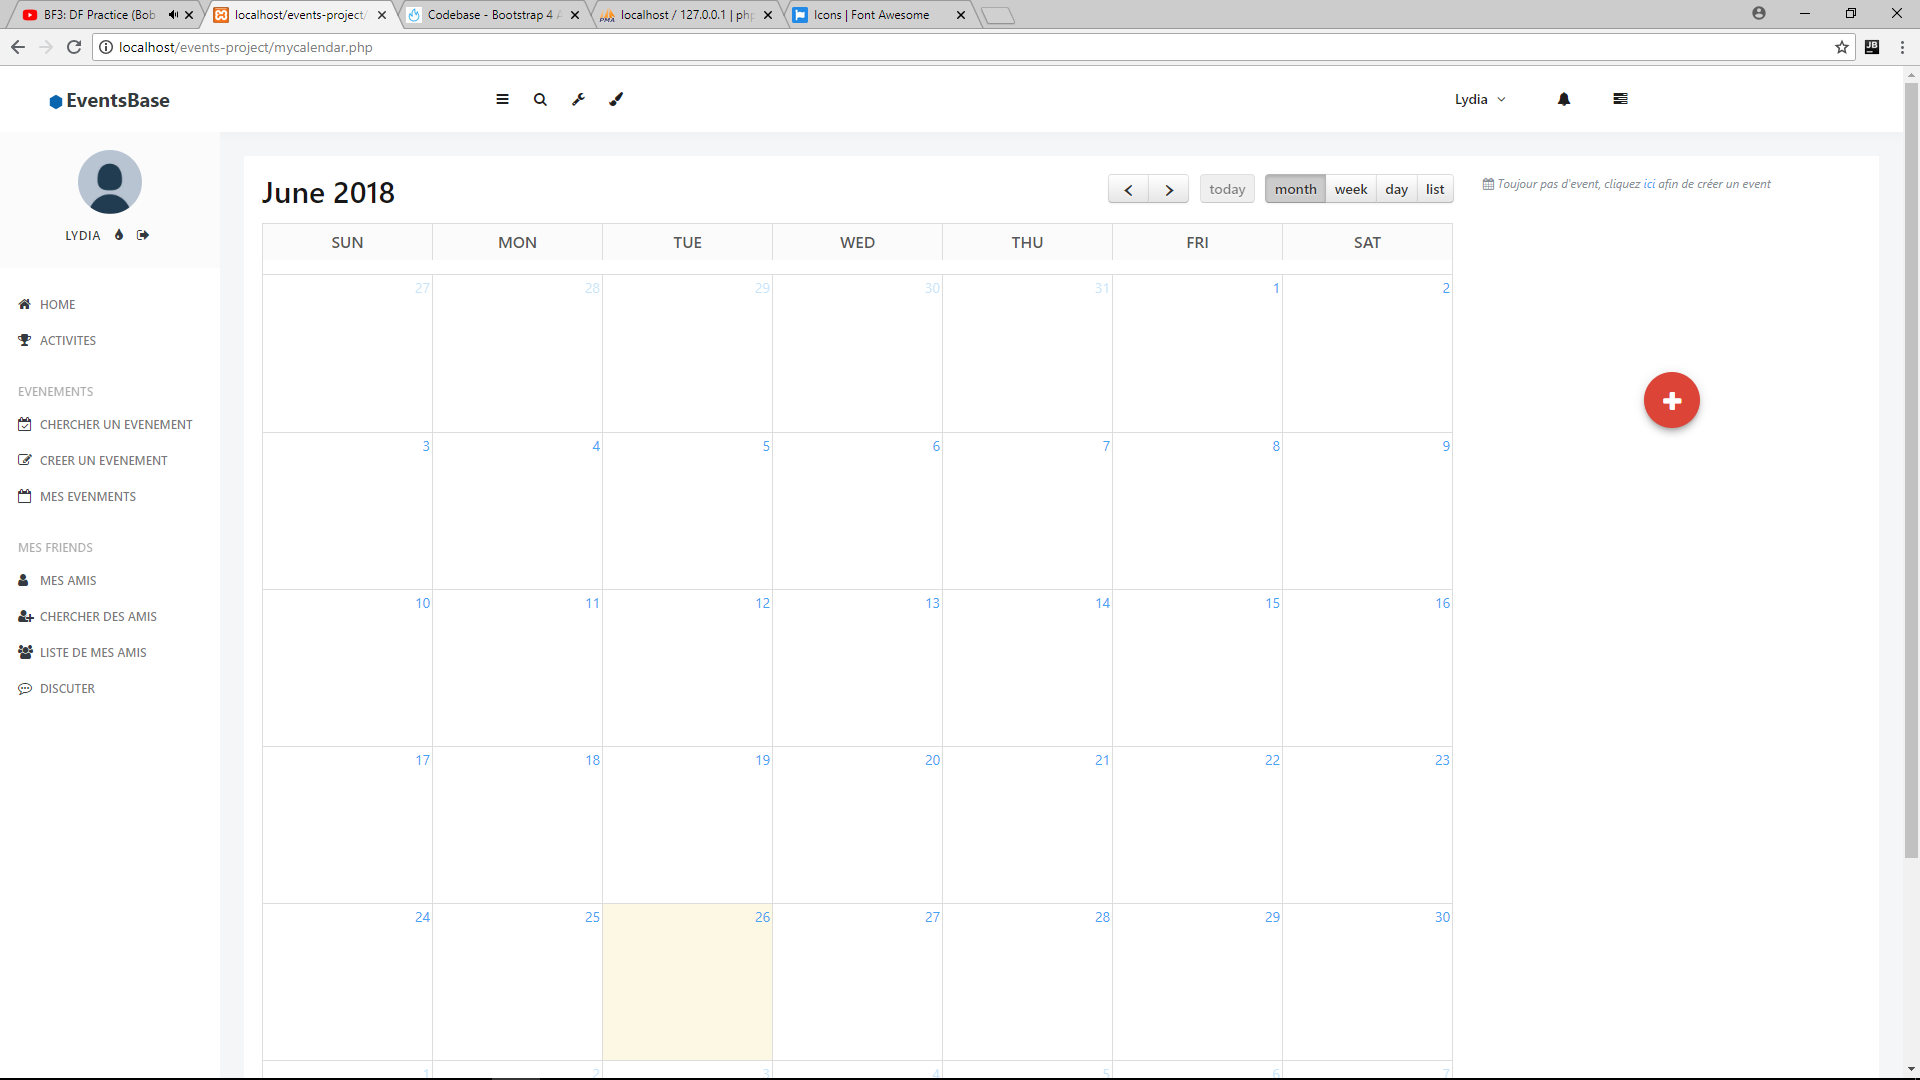 BF3: DF Practice (Bob
localhost/events-project/
Codebase - Bootstrap 4 A
localhost / 127.0.0.1 | php
Icons | Font Awesome
localhost/events-project/mycalendar.php
JB
EventsBase
Lydia
LYDIA
HOME
ACTIVITES
EVENEMENTS
CHERCHER UN EVENEMENT
CREER UN EVENEMENT
MES EVENMENTS
MES FRIENDS
MES AMIS
CHERCHER DES AMIS
LISTE DE MES AMIS
DISCUTER
June 2018
today
month week day list
SUN MON TUE WED THU FRI SAT
27 28 29 30 31 1 2
3 4 5 6 7 8 9
10 11 12 13 14 15 16
17 18 19 20 21 22 23
24 25 26 27 28 29 30
1 2 3 4 5 6 7
Toujour pas d'event, cliquez ici afin de créer un event